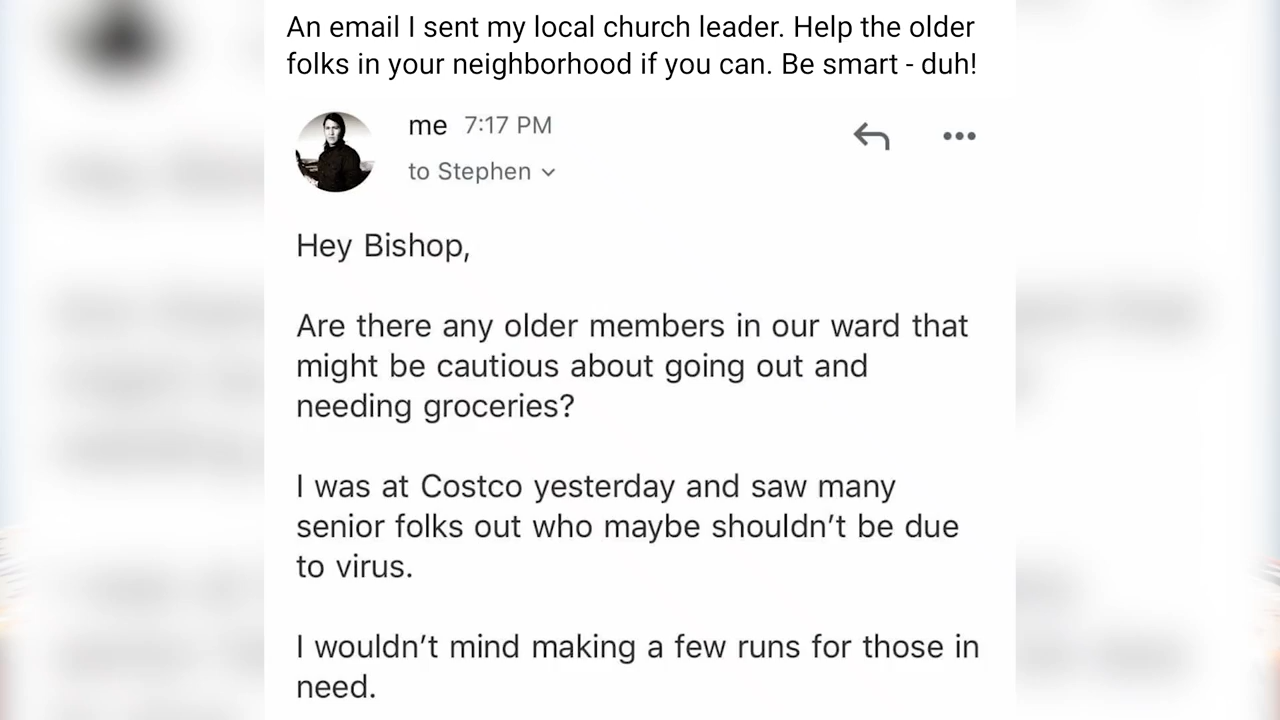 An email I sent my local church leader. Help the older
folks in your neighborhood if you can. Be smart - duh!
me 7:17 PM
to Stephen
Hey Bishop,
Are there any older members in our ward that
might be cautious about going out and
needing groceries?
I was at Costco yesterday and saw many
senior folks out who maybe shouldn’t be due
to virus.
I wouldn’t mind making a few runs for those in
need.